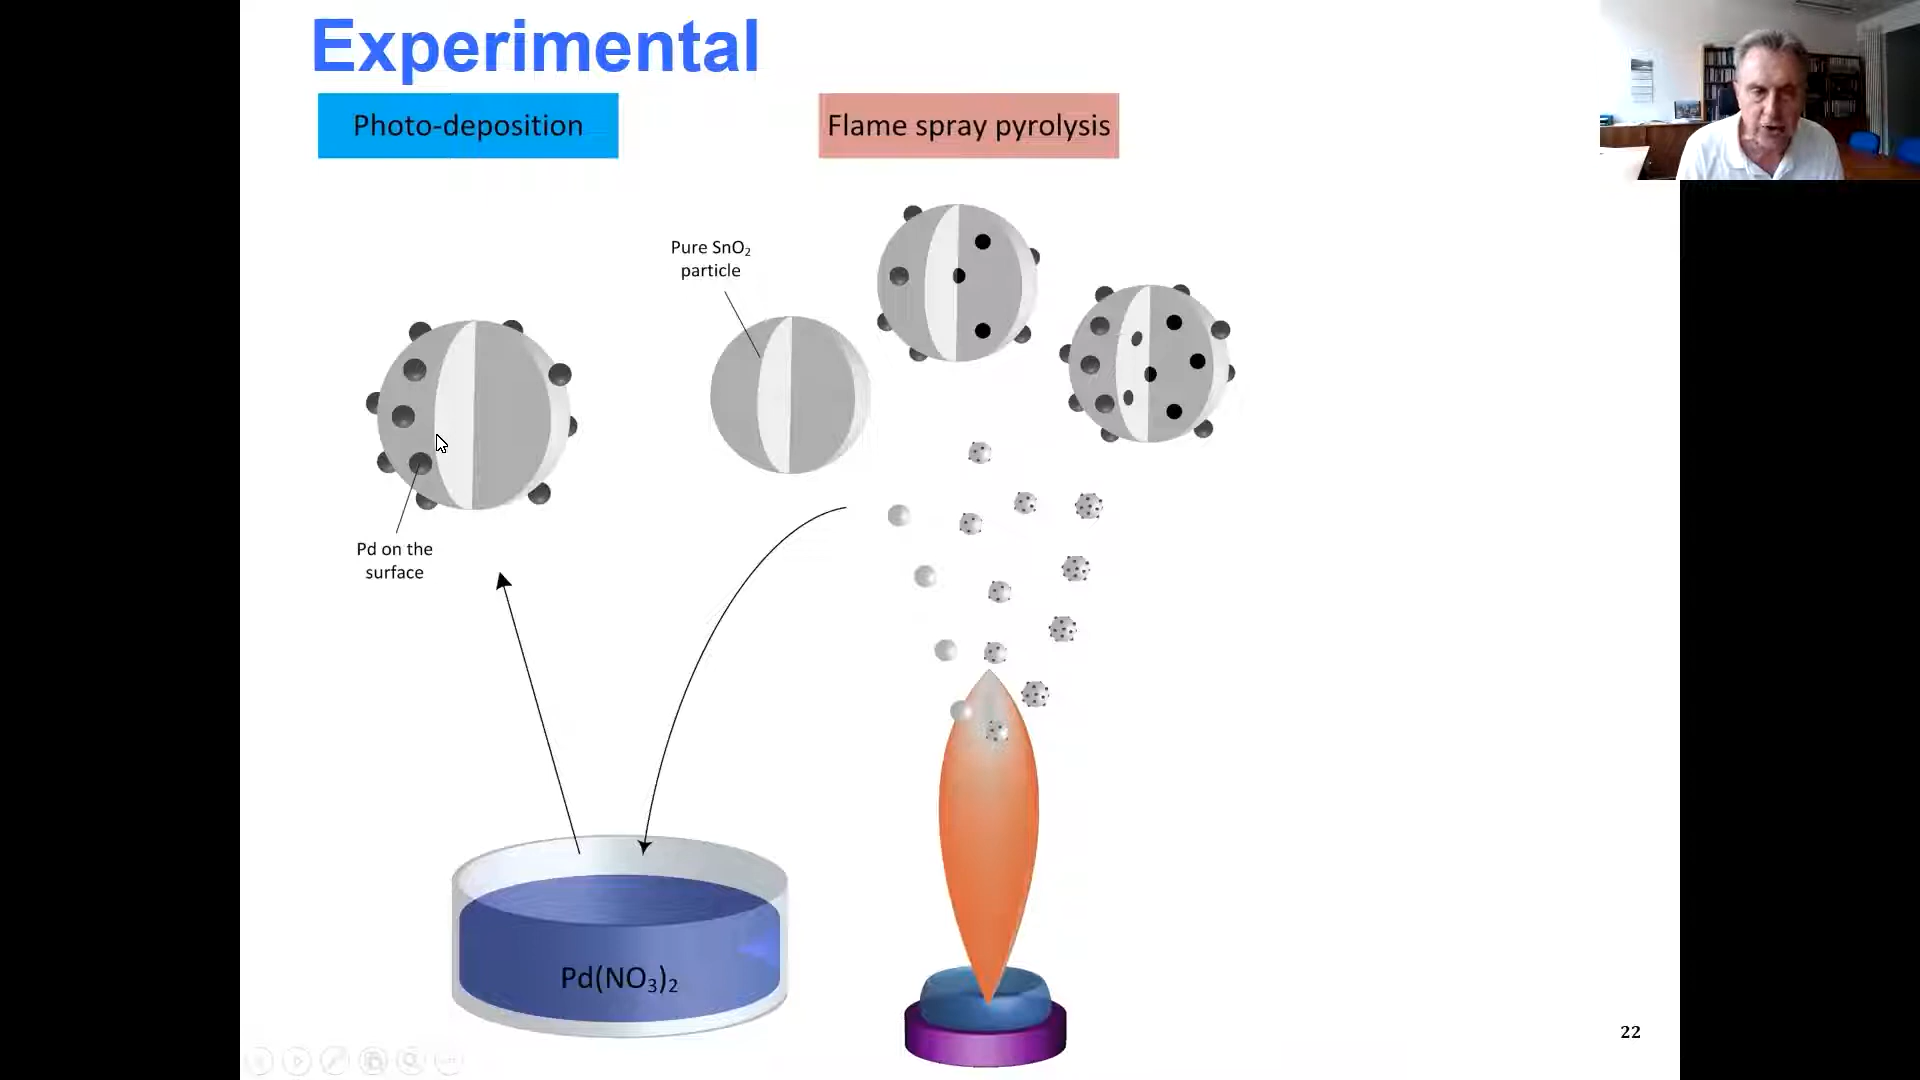 Experimental
Photo-deposition
Flame spray pyrolysis
Pure SnO₂
particle
Pd on the
surface
Pd(NO₃)₂
22